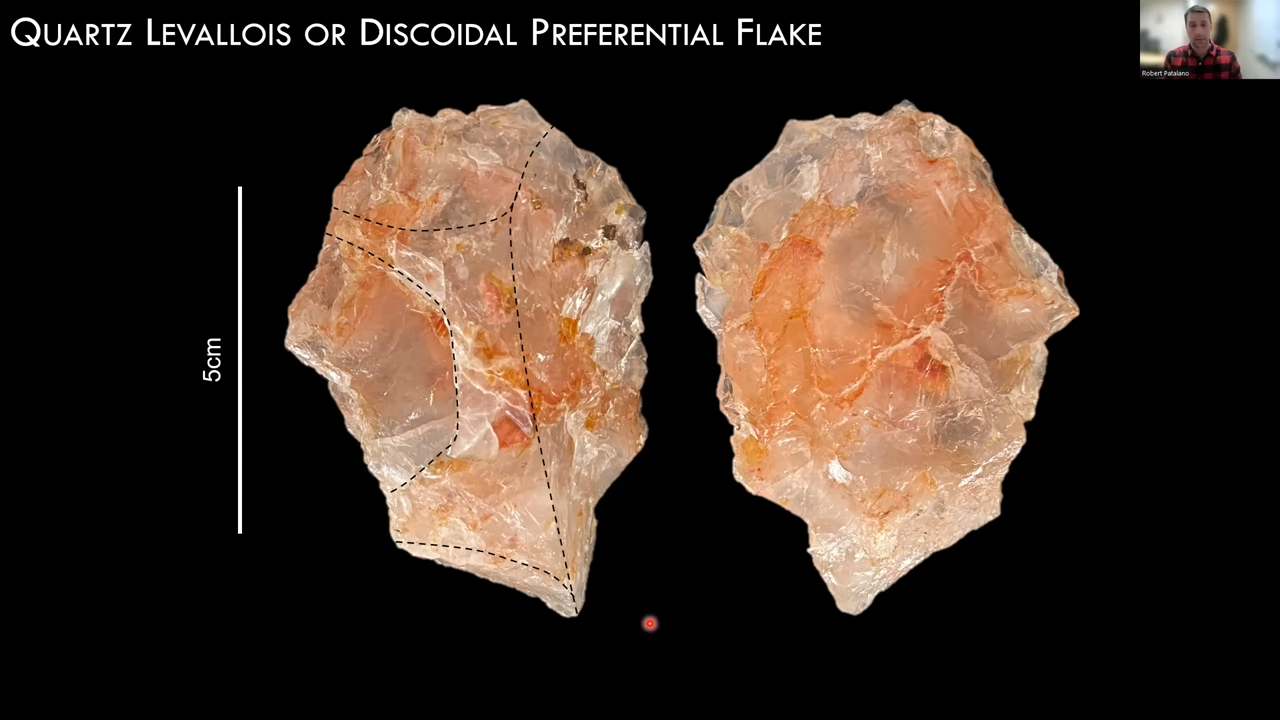 Quartz Levallois or Discoidal Preferential Flake
Robert Patalano
5cm